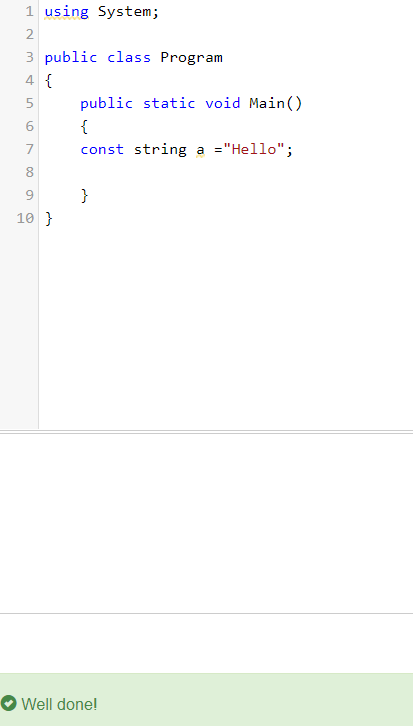 1 using System;
2
3 public class Program
4 {
5     public static void Main()
6     {
7     const string a ="Hello";
8
9     }
10 }
Well done!